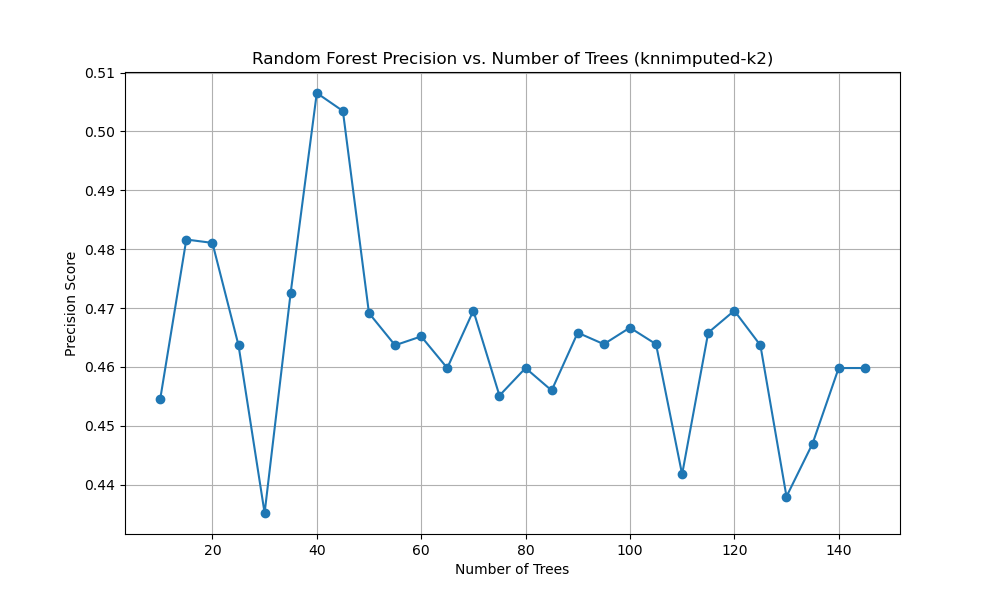 Random Forest Precision vs. Number of Trees (knnimputed-k2)
0.51
0.50
0.49
0.48
0.47
0.46
0.45
0.44
Precision Score
20 40 60 80 100 120 140
Number of Trees